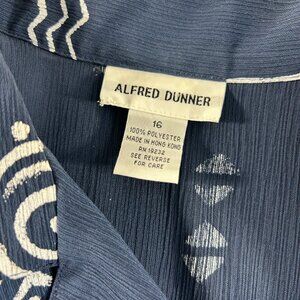 ALFRED DUNNER
16
100% POLYESTER
MADE IN HONG KONG
RN 19232
SEE REVERSE
FOR CARE